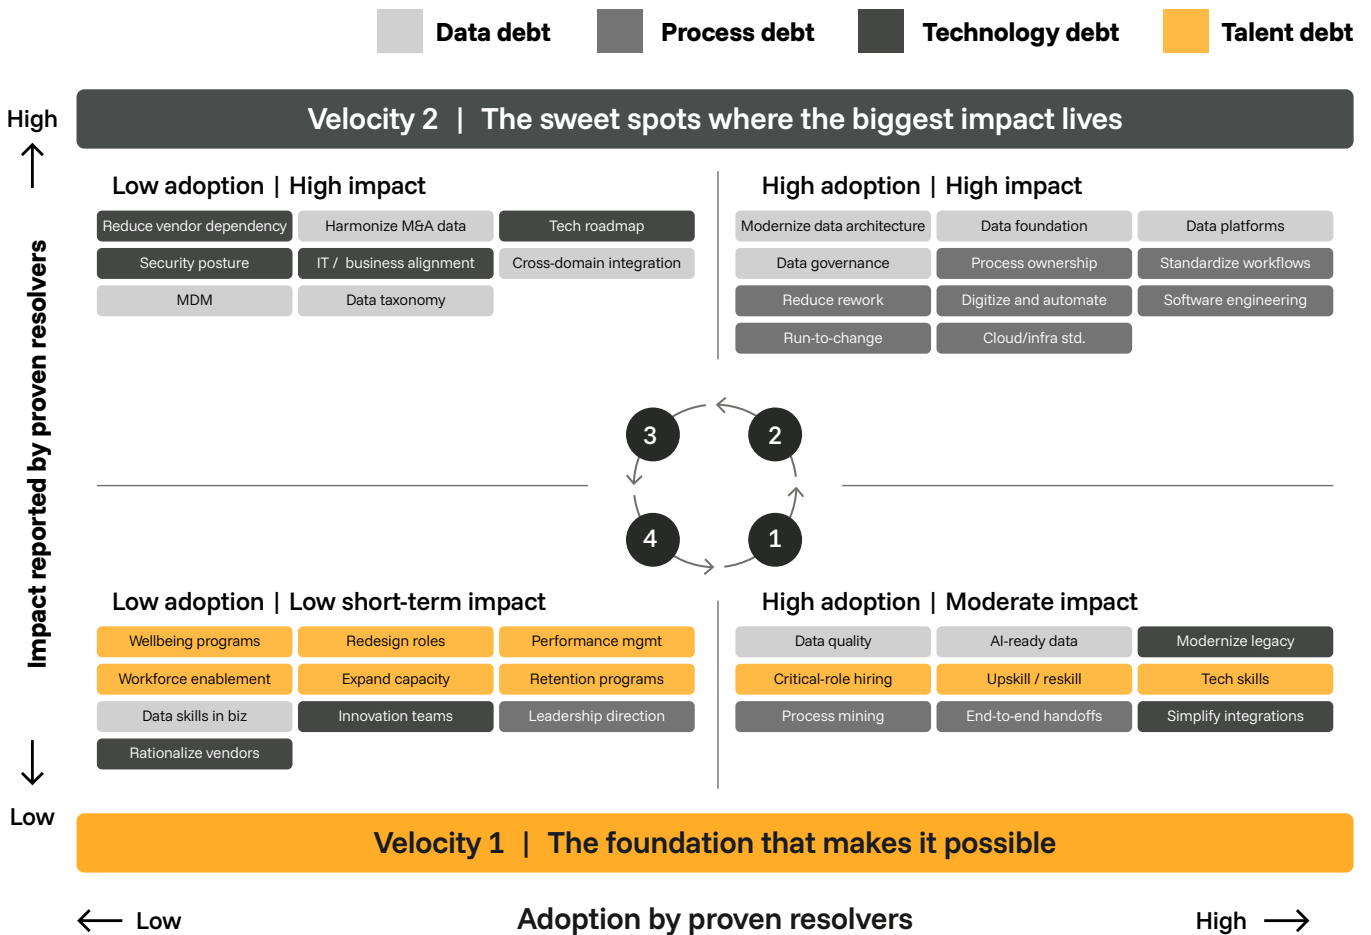 Data debt
Process debt
Technology debt
Talent debt
High
Velocity 2 | The sweet spots where the biggest impact lives
Low adoption | High impact
Reduce vendor dependency
Harmonize M&A data
Tech roadmap
Security posture
IT / business alignment
Cross-domain integration
MDM
Data taxonomy
High adoption | High impact
Modernize data architecture
Data foundation
Data platforms
Data governance
Process ownership
Standardize workflows
Reduce rework
Digitize and automate
Software engineering
Run-to-change
Cloud/infra std.
Impact reported by proven resolvers
3
2
4
1
Low adoption | Low short-term impact
Wellbeing programs
Redesign roles
Performance mgmt
Workforce enablement
Expand capacity
Retention programs
Data skills in biz
Innovation teams
Leadership direction
Rationalize vendors
High adoption | Moderate impact
Data quality
AI-ready data
Modernize legacy
Critical-role hiring
Upskill / reskill
Tech skills
Process mining
End-to-end handoffs
Simplify integrations
Low
Velocity 1 | The foundation that makes it possible
Low
Adoption by proven resolvers
High